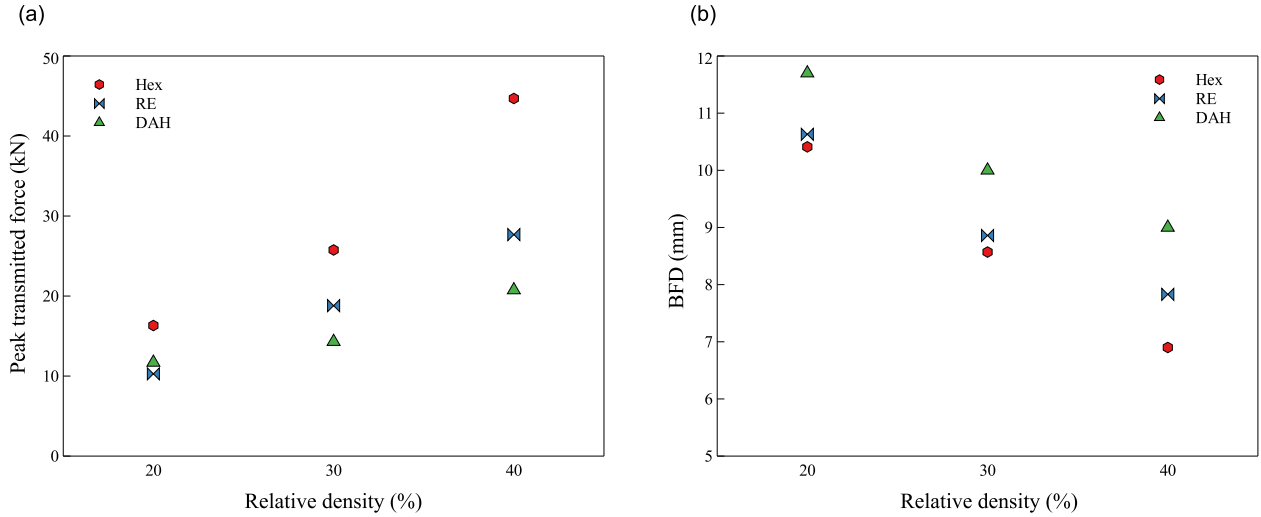 (a)
50
40
30
20
10
0
Peak transmitted force (kN)
Hex
RE
DAH
20 30 40
Relative density (%)
(b)
12
11
10
9
8
7
6
5
BFD (mm)
Hex
RE
DAH
20 30 40
Relative density (%)